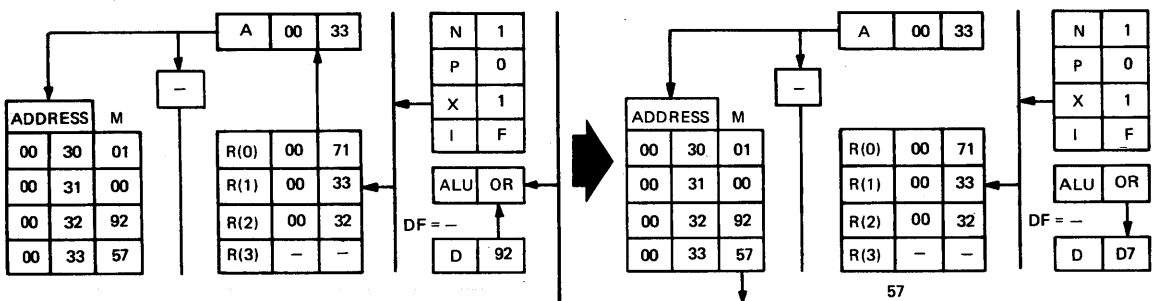 A 00 33
N 1
P 0
X 1
I F
–
ADDRESS M
00 30 01
00 31 00
00 32 92
00 33 57
R(0) 00 71
R(1) 00 33
R(2) 00 32
R(3) – –
ALU OR
DF = –
D 92
A 00 33
N 1
P 0
X 1
I F
–
ADDRESS M
00 30 01
00 31 00
00 32 92
00 33 57
R(0) 00 71
R(1) 00 33
R(2) 00 32
R(3) – –
ALU OR
DF = –
D D7
57